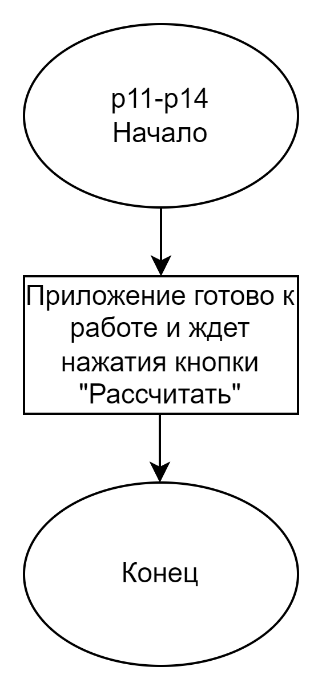 p11-p14
Начало
Приложение готово к
работе и ждет
нажатия кнопки
"Рассчитать"
Конец